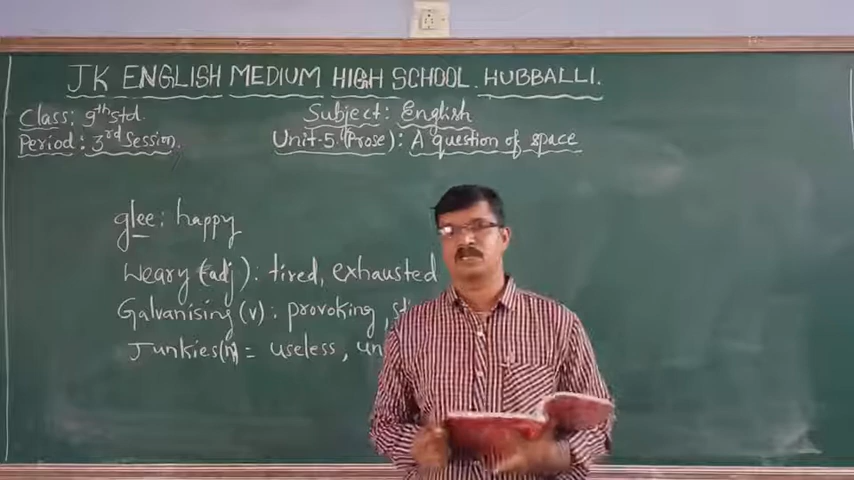 JK ENGLISH MEDIUM HIGH SCHOOL. HUBBALLI.
Class: 9th std. Subject: English
Period: 3rd Session. Unit-5 (Prose): A question of space
glee: happy
Weary (adj): tired, exhausted
Galvanising (v): provoking,
Junkies(n) = useless,